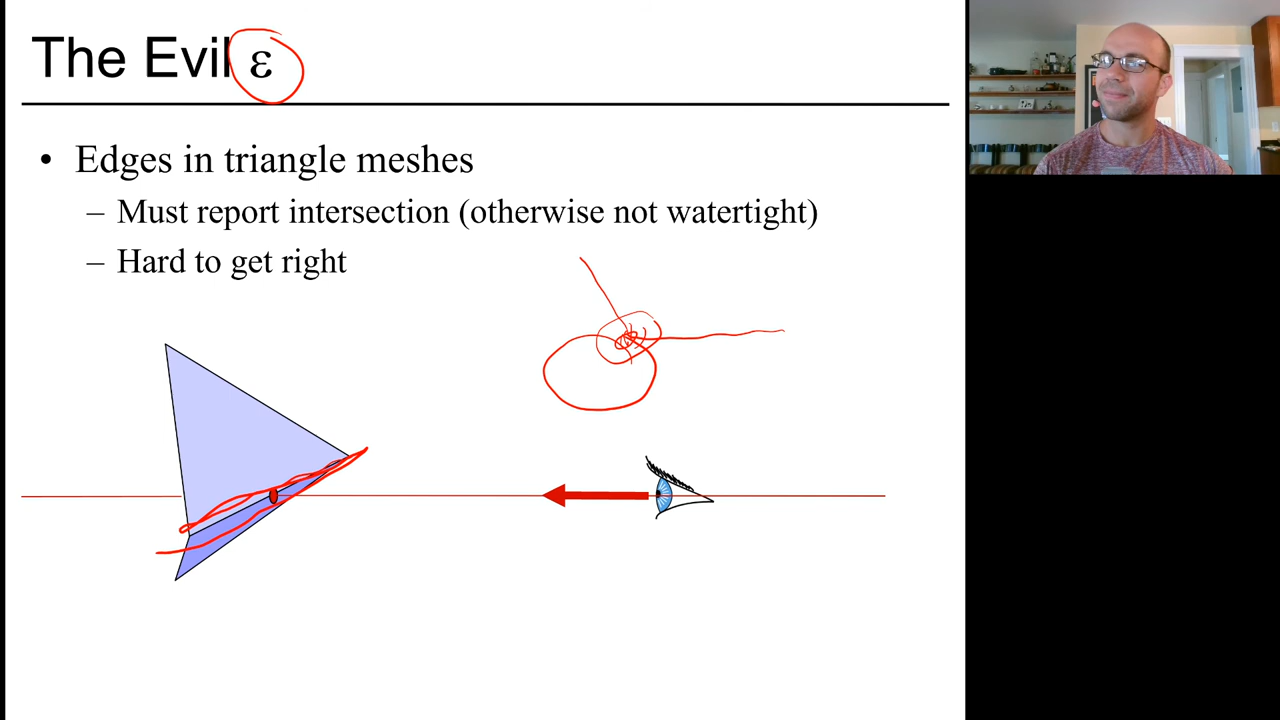 The Evil ε
• Edges in triangle meshes
– Must report intersection (otherwise not watertight)
– Hard to get right